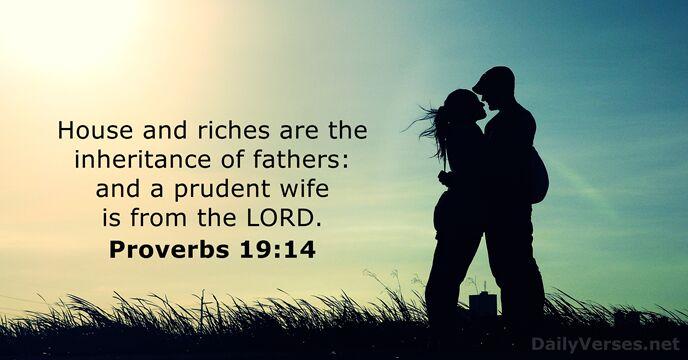 House and riches are the
inheritance of fathers:
and a prudent wife
is from the LORD.
Proverbs 19:14
DailyVerses.net